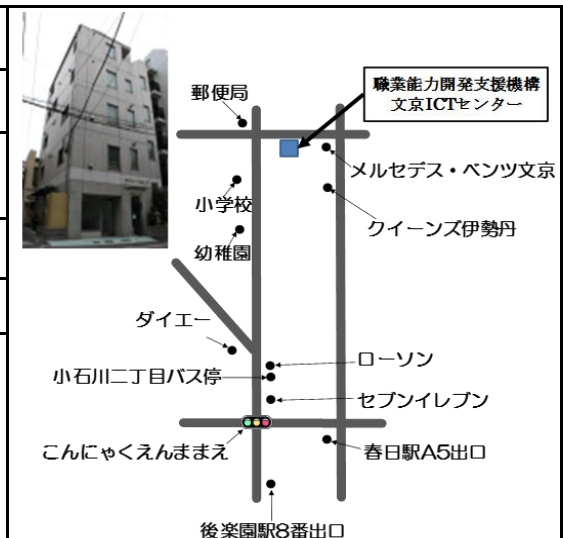 郵便局
職業能力開発支援機構
文京ICTセンター
メルセデス・ベンツ文京
小学校
クイーンズ伊勢丹
幼稚園
ダイエー
ローソン
小石川二丁目バス停
セブンイレブン
こんにゃくえんままえ
春日駅A5出口
後楽園駅8番出口